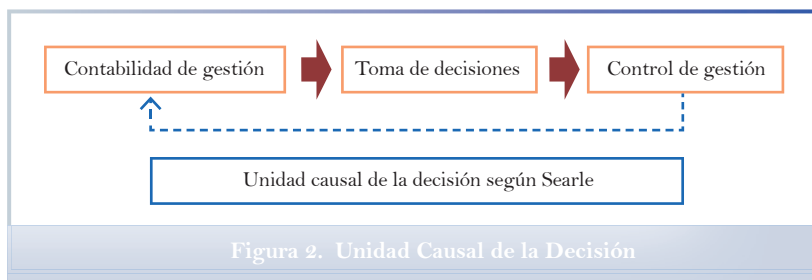 Contabilidad de gestión
Toma de decisiones
Control de gestión
Unidad causal de la decisión según Searle
Figura 2. Unidad Causal de la Decisión